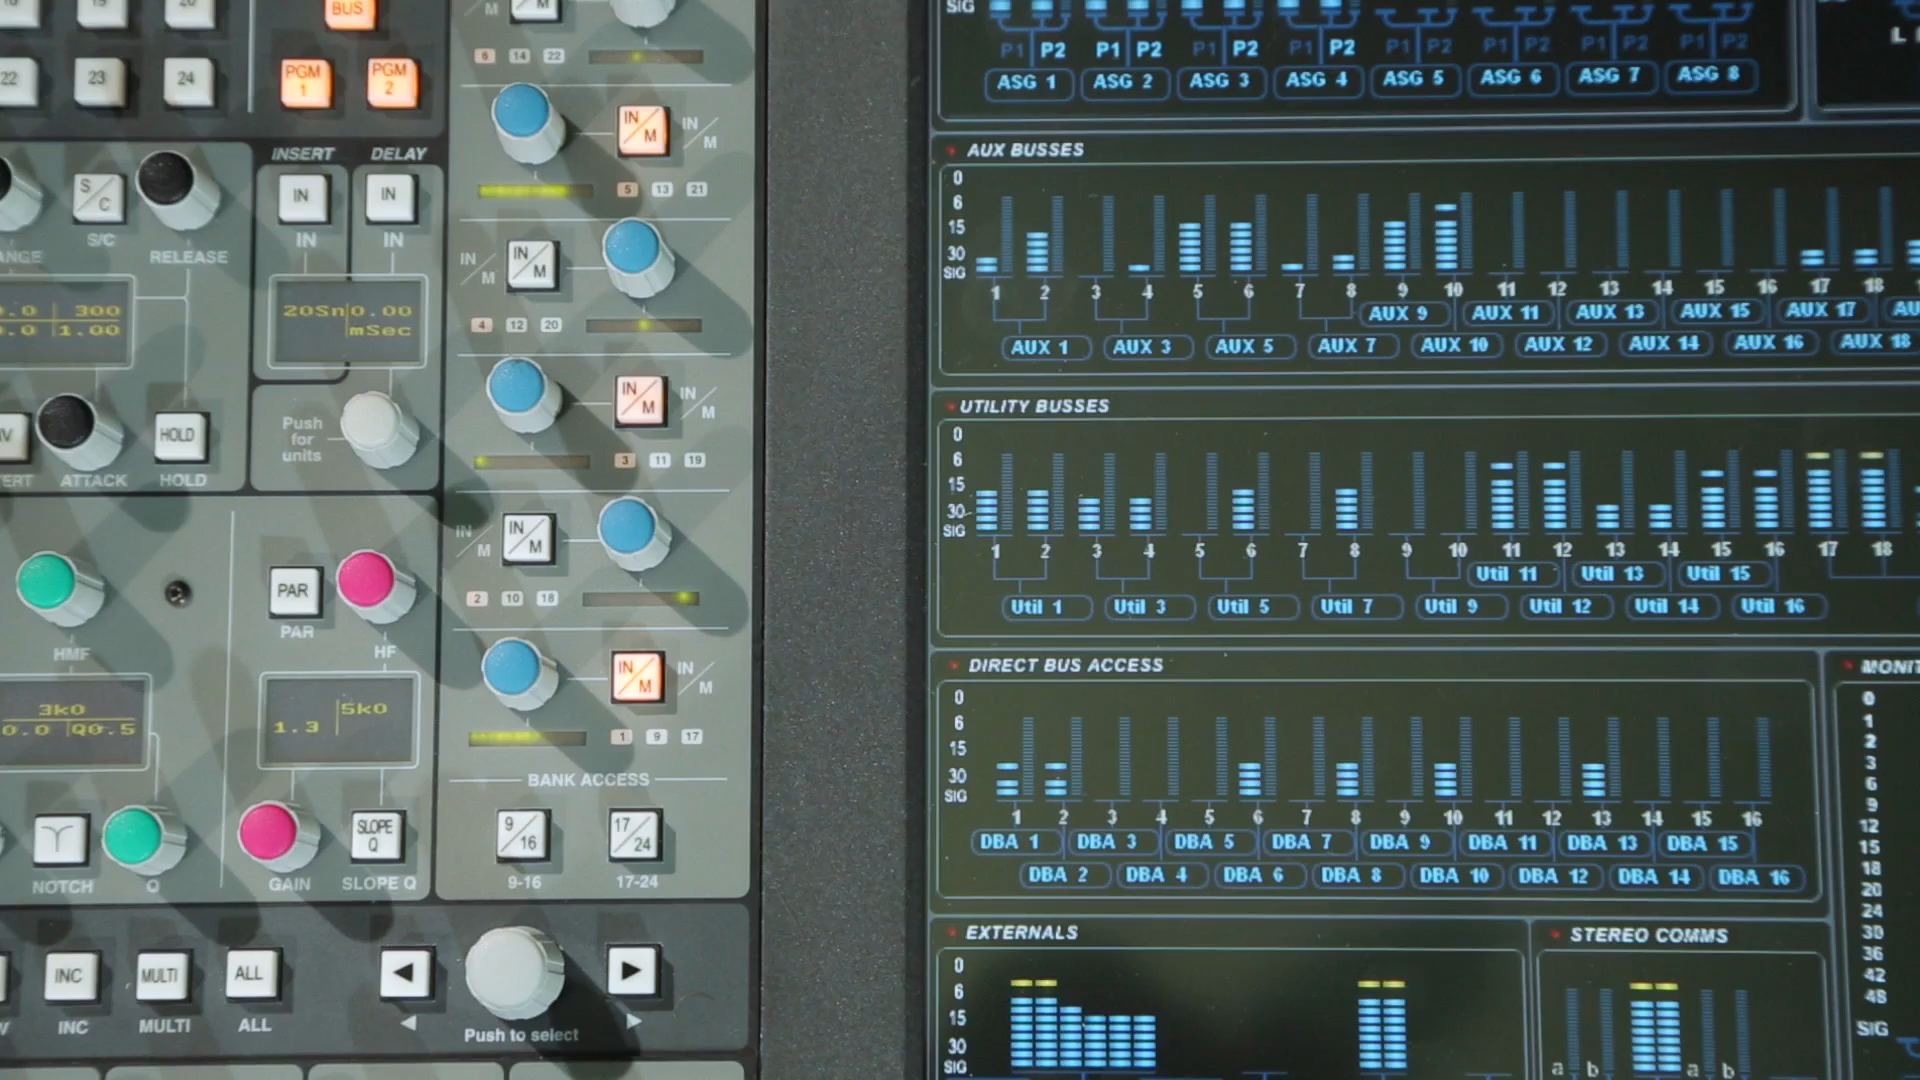 BUS
22 23 24
PGM 1 PGM 2
INSERT DELAY
S/C IN IN
S/C IN IN
RELEASE
300
1.00
20Sn 0.00
mSec
Push for units
HOLD
ATTACK HOLD
PAR
PAR
HMF HF
3k0
0.0 Q0.5
5k0
1.3
SLOPE Q
NOTCH Q GAIN SLOPE Q
INC MULTI ALL
INC MULTI ALL
M
6 14 22
IN/M IN/M
5 13 21
IN/M IN/M
4 12 20
IN/M IN/M
3 11 19
IN/M IN/M
2 10 18
IN/M IN/M
1 9 17
BANK ACCESS
9/16 17/24
9-16 17-24
Push to select
SIG
P1 P2 P1 P2 P1 P2 P1 P2 P1 P2 P1 P2 P1 P2 P1 P2
ASG 1 ASG 2 ASG 3 ASG 4 ASG 5 ASG 6 ASG 7 ASG 8
AUX BUSSES
0
6
15
30
SIG
1 2 3 4 5 6 7 8 9 10 11 12 13 14 15 16 17 18
AUX 9 AUX 11 AUX 13 AUX 15 AUX 17
AUX 1 AUX 3 AUX 5 AUX 7 AUX 10 AUX 12 AUX 14 AUX 16 AUX 18
UTILITY BUSSES
0
6
15
30
SIG
1 2 3 4 5 6 7 8 9 10 11 12 13 14 15 16 17 18
Util 11 Util 13 Util 15
Util 1 Util 3 Util 5 Util 7 Util 9 Util 12 Util 14 Util 16
DIRECT BUS ACCESS
0
6
15
30
SIG
1 2 3 4 5 6 7 8 9 10 11 12 13 14 15 16
DBA 1 DBA 3 DBA 5 DBA 7 DBA 9 DBA 11 DBA 13 DBA 15
DBA 2 DBA 4 DBA 6 DBA 8 DBA 10 DBA 12 DBA 14 DBA 16
EXTERNALS
0
6
15
30
SIG
STEREO COMMS
a b a b
MONIT
0
1
2
3
6
9
12
15
18
20
24
30
36
42
48
SIG